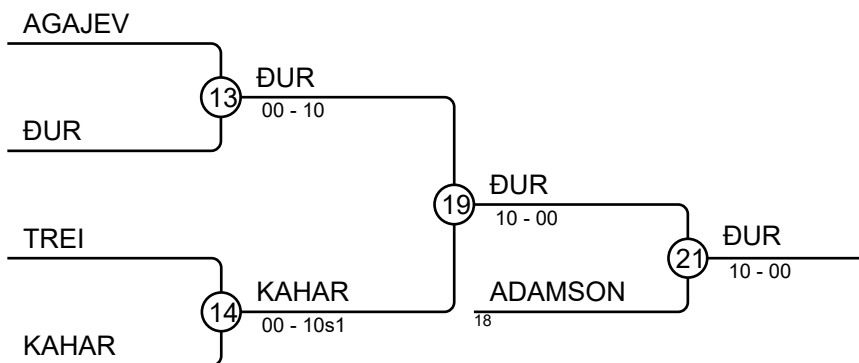 AGAJEV
13
ĐUR
00 - 10
ĐUR
19
ĐUR
10 - 00
TREI
21
ĐUR
10 - 00
14
KAHAR
00 - 10s1
ADAMSON
18
KAHAR